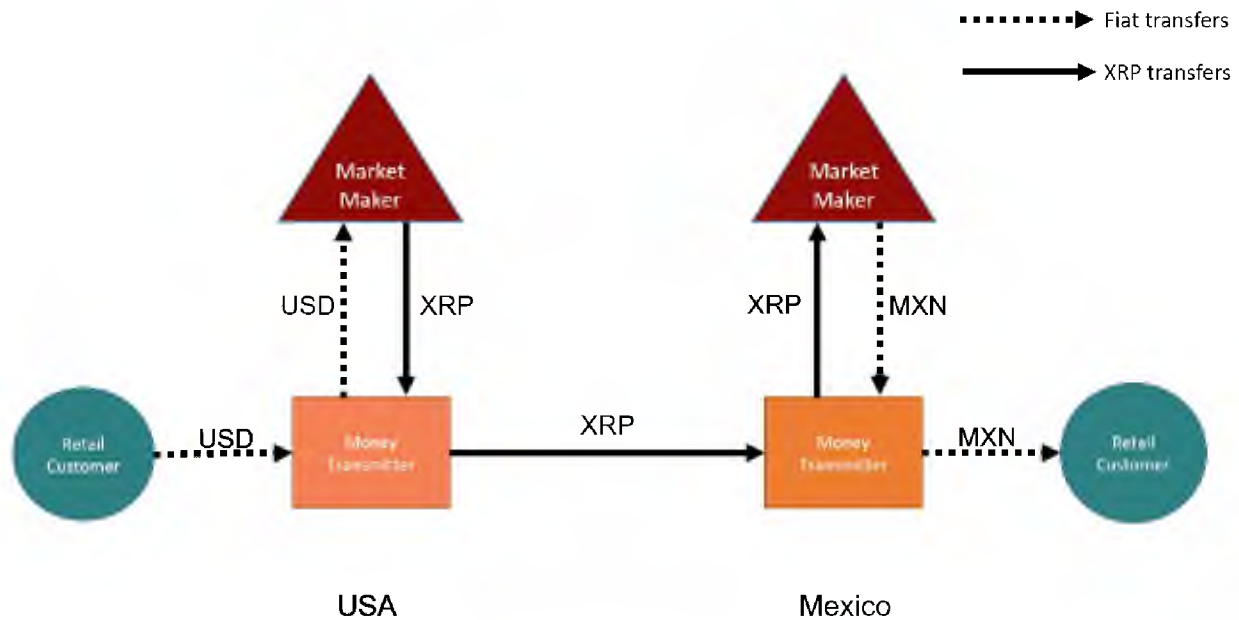 Fiat transfers
XRP transfers
Market
Maker
Market
Maker
USD
XRP
XRP
MXN
Retail
Customer
USD
Money
Transmitter
XRP
Money
Transmitter
MXN
Retail
Customer
USA
Mexico